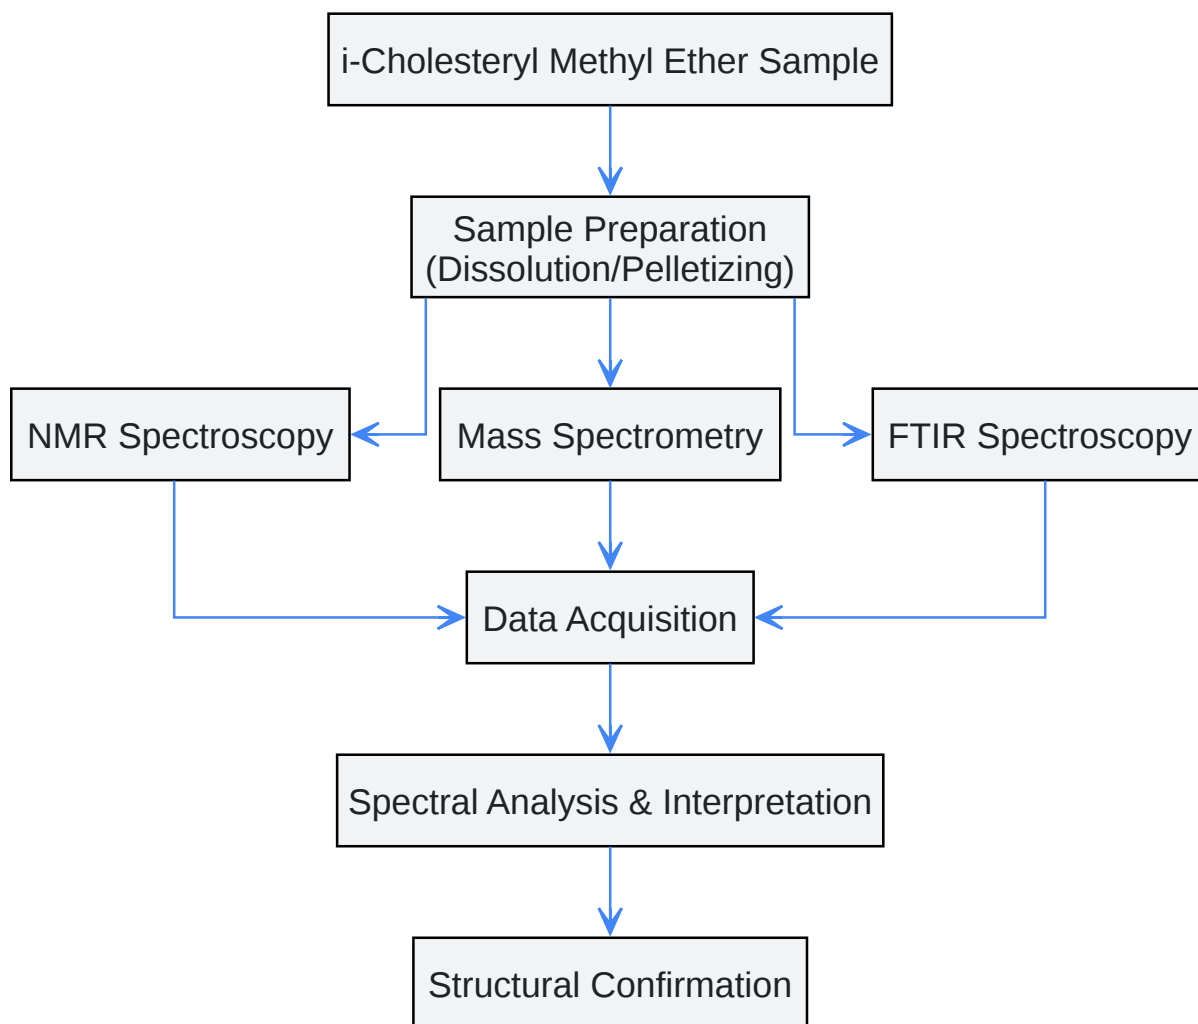 i-Cholesteryl Methyl Ether Sample
Sample Preparation
(Dissolution/Pelletizing)
NMR Spectroscopy
Mass Spectrometry
FTIR Spectroscopy
Data Acquisition
Spectral Analysis & Interpretation
Structural Confirmation